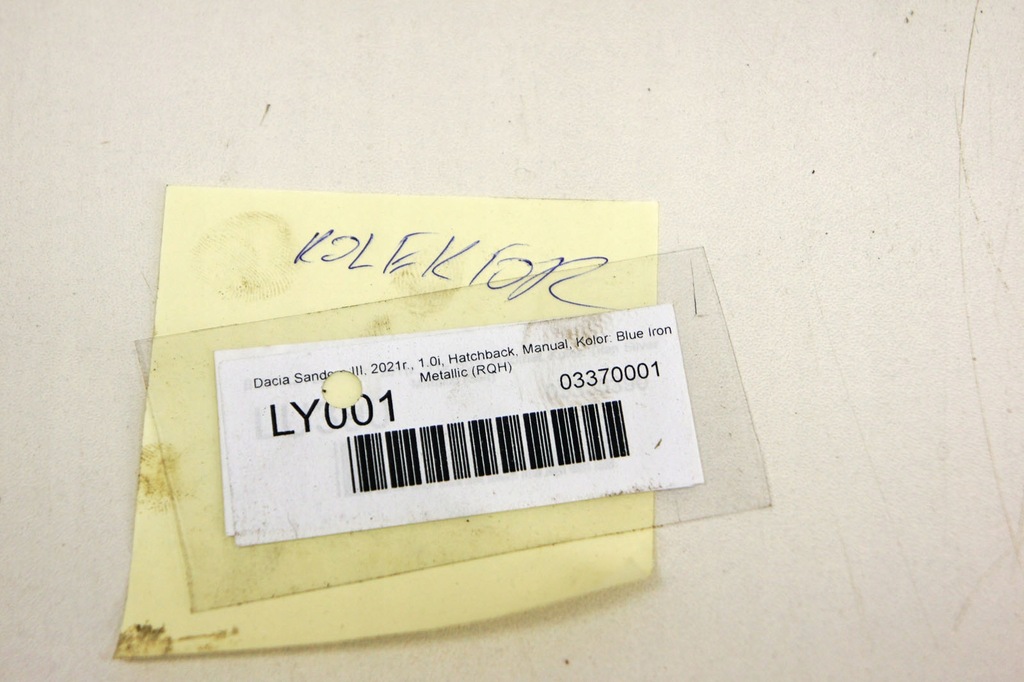 KOLEKTOR
Dacia Sandero III, 2021r., 1.0i, Hatchback, Manual, Kolor: Blue Iron
Metallic (RQH)
03370001
LY001